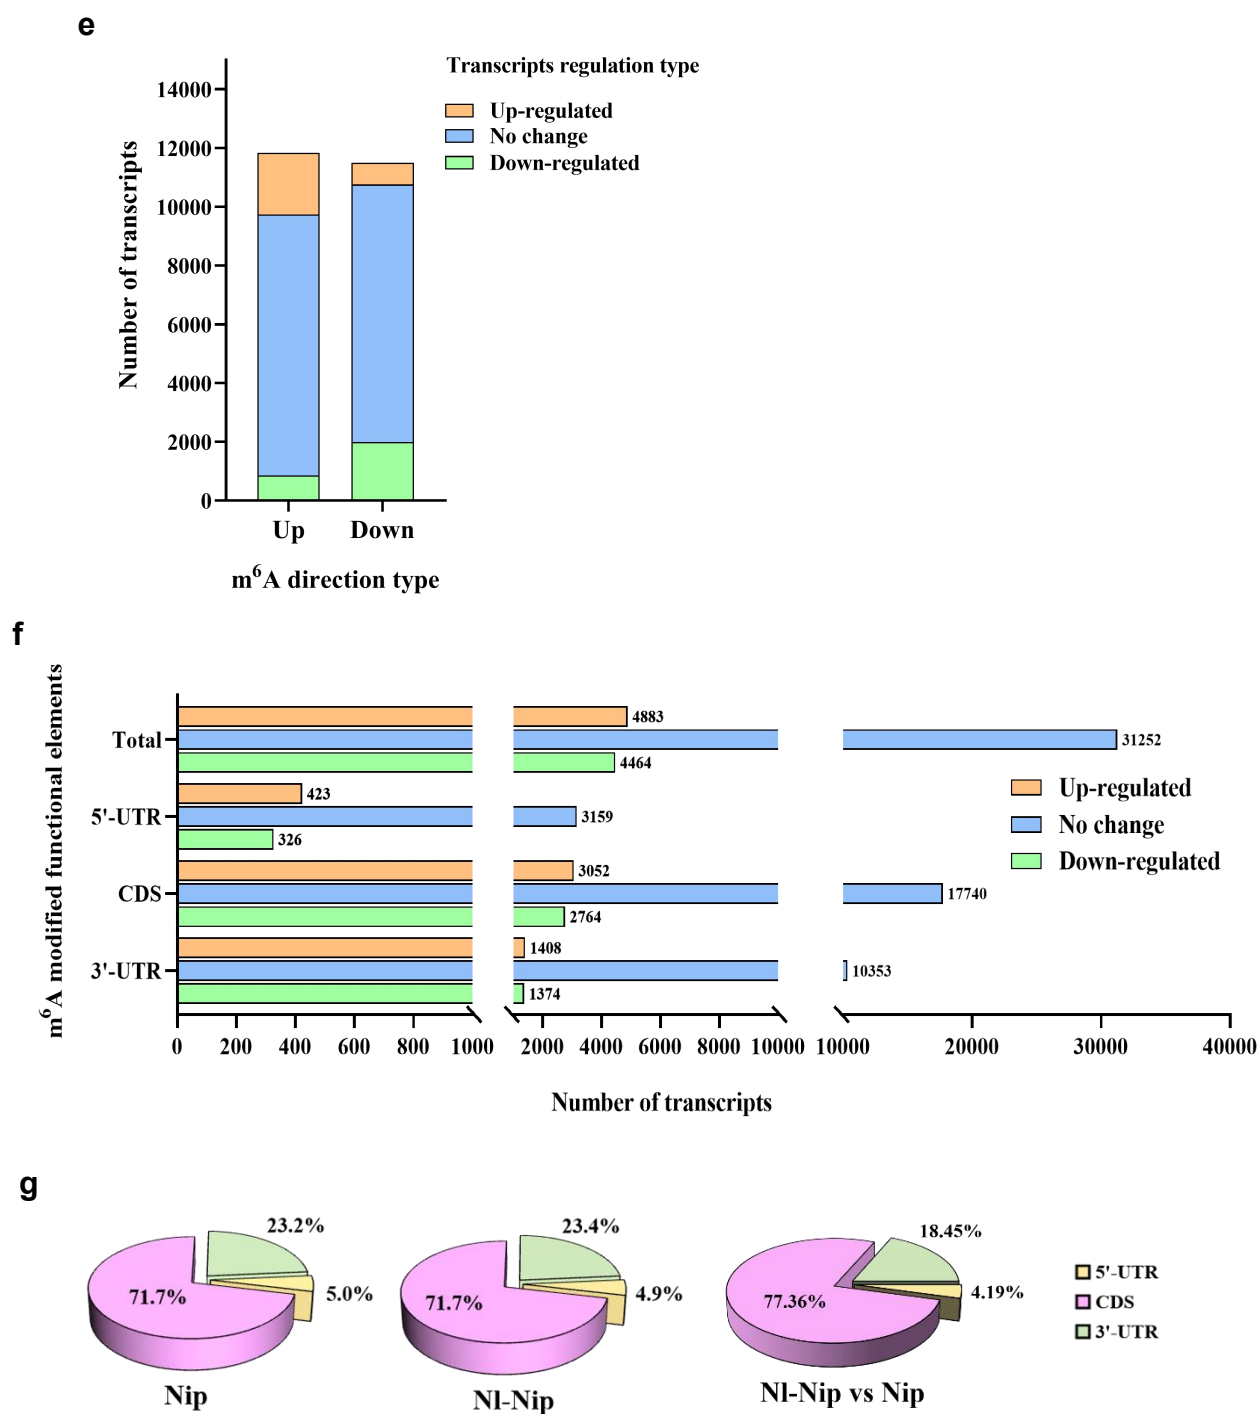 e
Transcripts regulation type
Up-regulated
No change
Down-regulated
Number of transcripts
14000
12000
10000
8000
6000
4000
2000
0
Up Down
m⁶A direction type
f
m⁶A modified functional elements
Total
4883
31252
4464
5'-UTR
423
3159
326
CDS
3052
17740
2764
3'-UTR
1408
10353
1374
Up-regulated
No change
Down-regulated
0 200 400 600 800 1000 2000 4000 6000 8000 10000 10000 20000 30000 40000
Number of transcripts
g
23.2%
5.0%
71.7%
Nip
23.4%
4.9%
71.7%
Nl-Nip
18.45%
4.19%
77.36%
Nl-Nip vs Nip
5'-UTR
CDS
3'-UTR